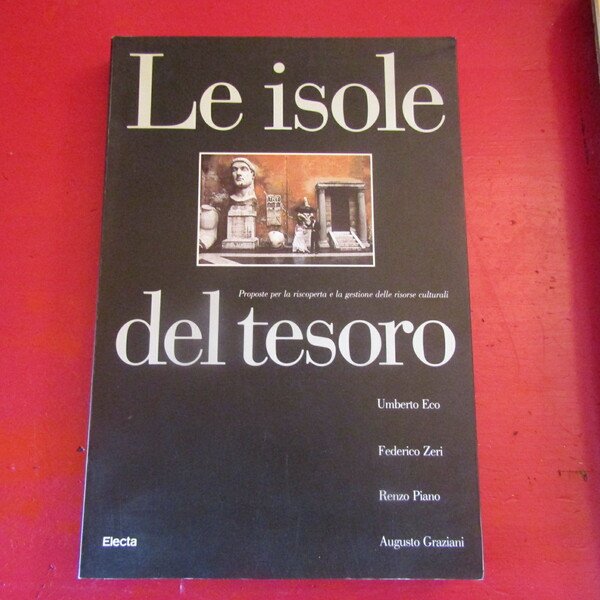 Le isole
Proposte per la riscoperta e la gestione delle risorse culturali
del tesoro
Umberto Eco
Federico Zeri
Renzo Piano
Augusto Graziani
Electa